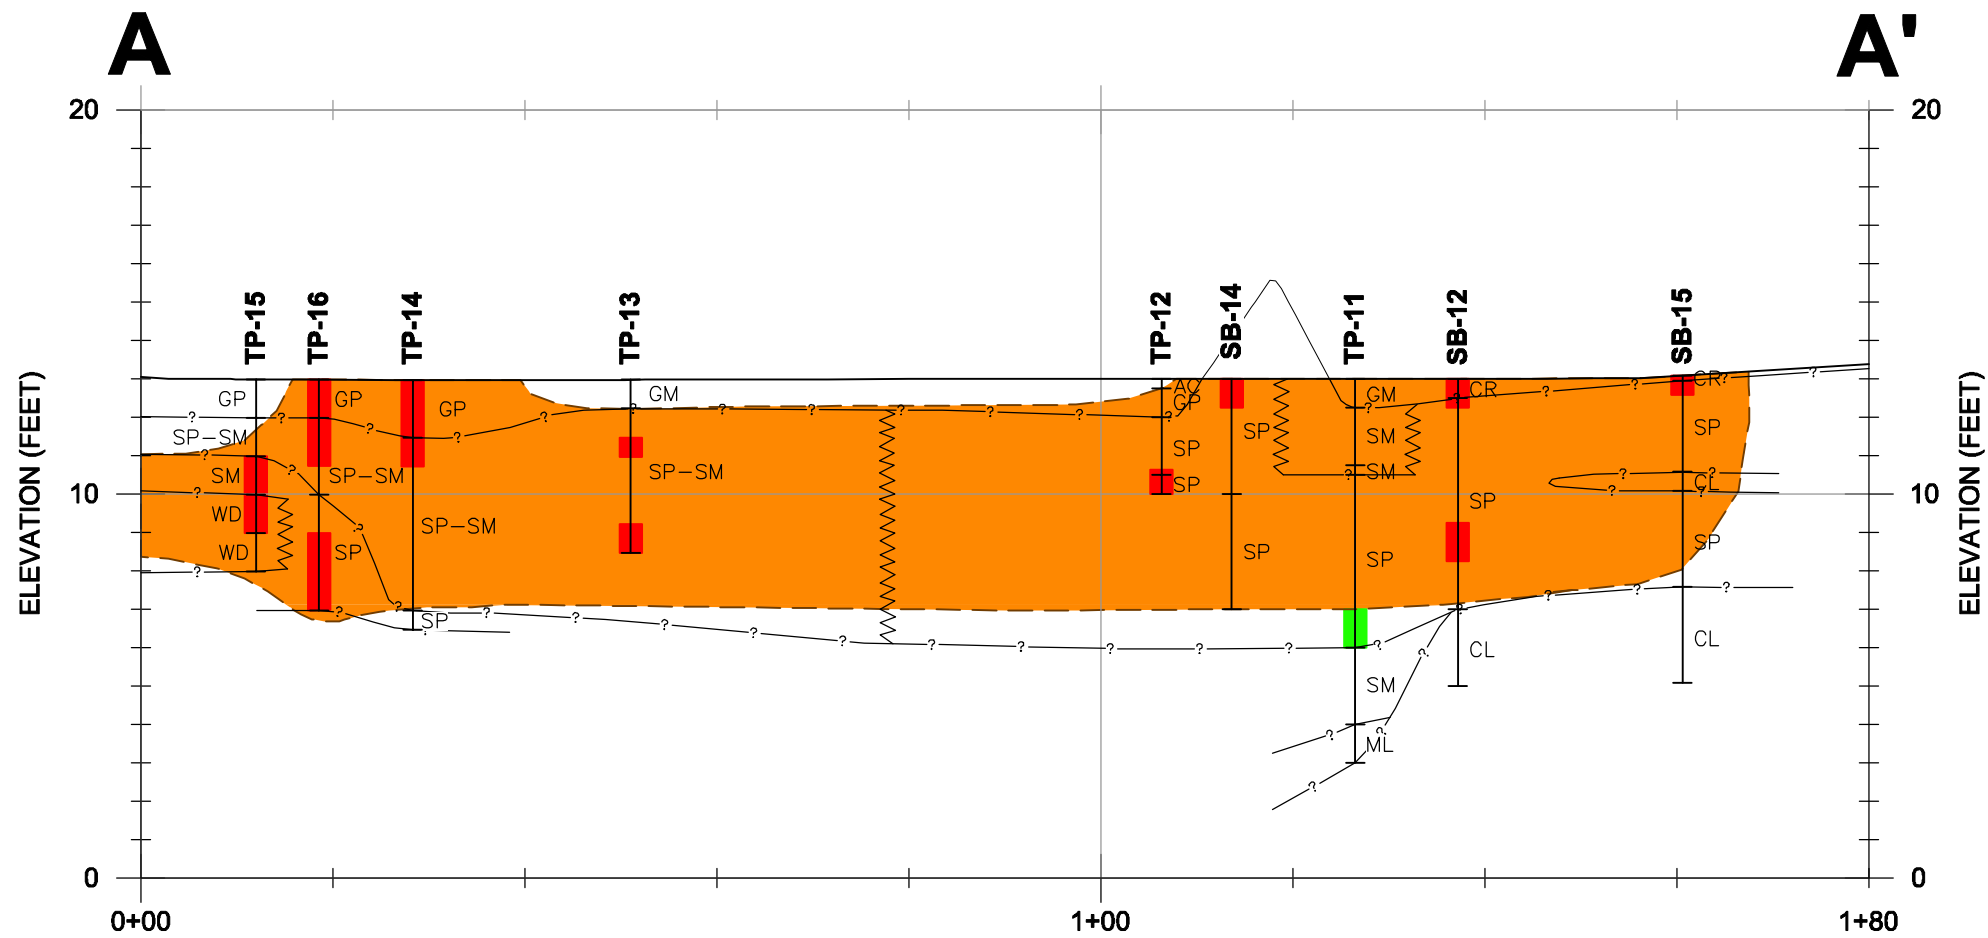 A A'
20 20
TP-15 TP-16 TP-14 TP-13 TP-12 SB-14 TP-11 SB-12 SB-15
ELEVATION (FEET) ELEVATION (FEET)
GP GP GP GM AC GP GM CR CR
SP-SM SP SP SM SP
SM SP-SM SP-SM SP SM CL
10 10
WD SP-SM SP
WD SP SP SP SP
SP
CL CL
SM
ML
0 0
0+00 1+00 1+80